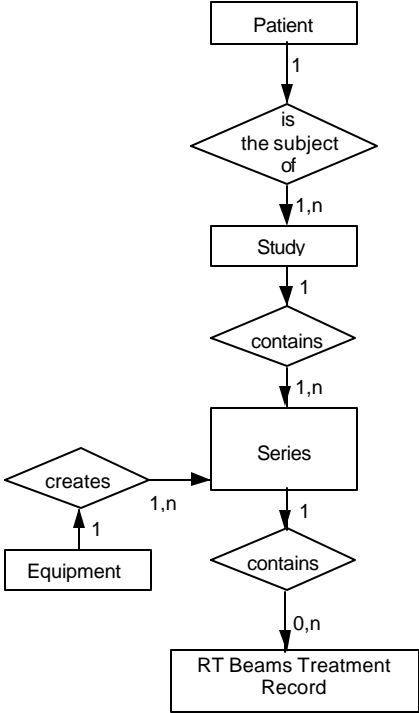 Patient
1
is
the subject
of
1,n
Study
1
contains
1,n
Series
creates
1,n
1
Equipment
1
contains
0,n
RT Beams Treatment
Record